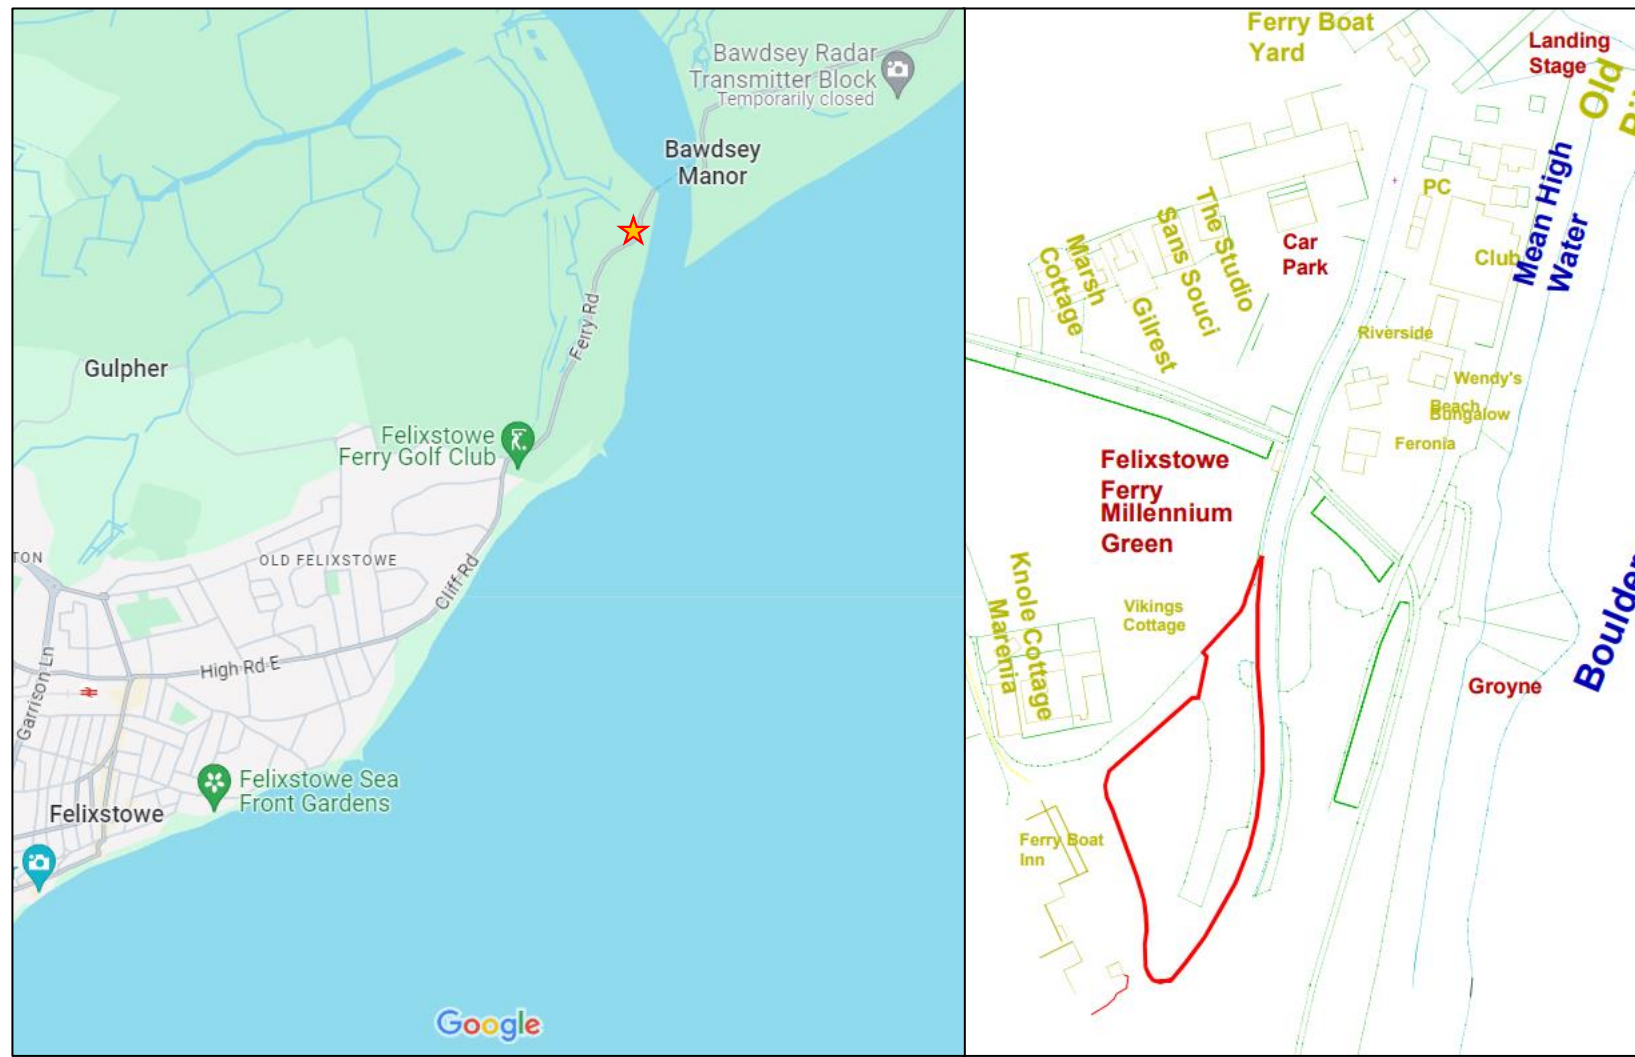 Bawdsey Radar
Transmitter Block
Temporarily closed
Bawdsey
Manor
Ferry Rd
Gulpher
Felixstowe
Ferry Golf Club
TON
OLD FELIXSTOWE
Cliff Rd
Garrison Ln
High Rd E
Felixstowe Sea
Front Gardens
Felixstowe
Google
Ferry Boat
Yard
Landing
Stage
Old
PC
Mean High
Water
Club
Car
Park
The Studio
Sans Souci
Gilrest
Marsh
Cottage
Riverside
Wendy's
Beach
Bungalow
Feronia
Felixstowe
Ferry
Millennium
Green
Knole Cottage
Marenia
Vikings
Cottage
Boulder
Groyne
Ferry Boat
Inn